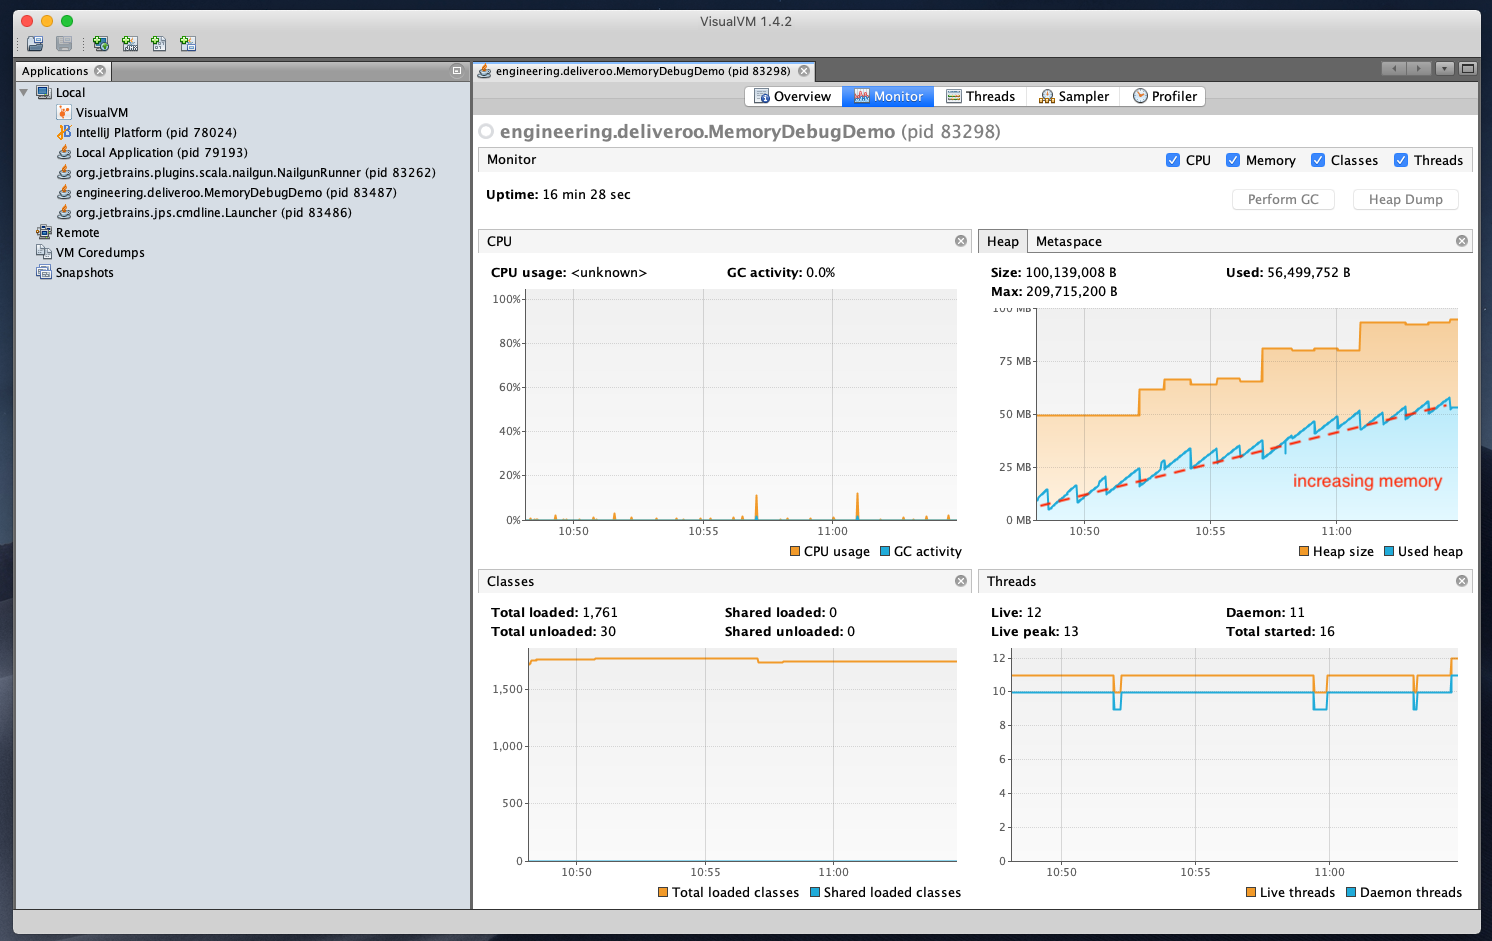 VisualVM 1.4.2
Applications
engineering.deliveroo.MemoryDebugDemo (pid 83298)
Local
VisualVM
IntelliJ Platform (pid 78024)
Local Application (pid 79193)
org.jetbrains.plugins.scala.nailgun.NailgunRunner (pid 83262)
engineering.deliveroo.MemoryDebugDemo (pid 83487)
org.jetbrains.jps.cmdline.Launcher (pid 83486)
Remote
VM Coredumps
Snapshots
Overview Monitor Threads Sampler Profiler
engineering.deliveroo.MemoryDebugDemo (pid 83298)
Monitor CPU Memory Classes Threads
Uptime: 16 min 28 sec Perform GC Heap Dump
CPU
CPU usage: <unknown> GC activity: 0.0%
100%
80%
60%
40%
20%
0%
10:50 10:55 11:00
CPU usage GC activity
Heap Metaspace
Size: 100,139,008 B Used: 56,499,752 B
Max: 209,715,200 B
100 MB
75 MB
50 MB
25 MB
increasing memory
0 MB
10:50 10:55 11:00
Heap size Used heap
Classes
Total loaded: 1,761 Shared loaded: 0
Total unloaded: 30 Shared unloaded: 0
1,500
1,000
500
0
10:50 10:55 11:00
Total loaded classes Shared loaded classes
Threads
Live: 12 Daemon: 11
Live peak: 13 Total started: 16
12
10
8
6
4
2
0
10:50 10:55 11:00
Live threads Daemon threads